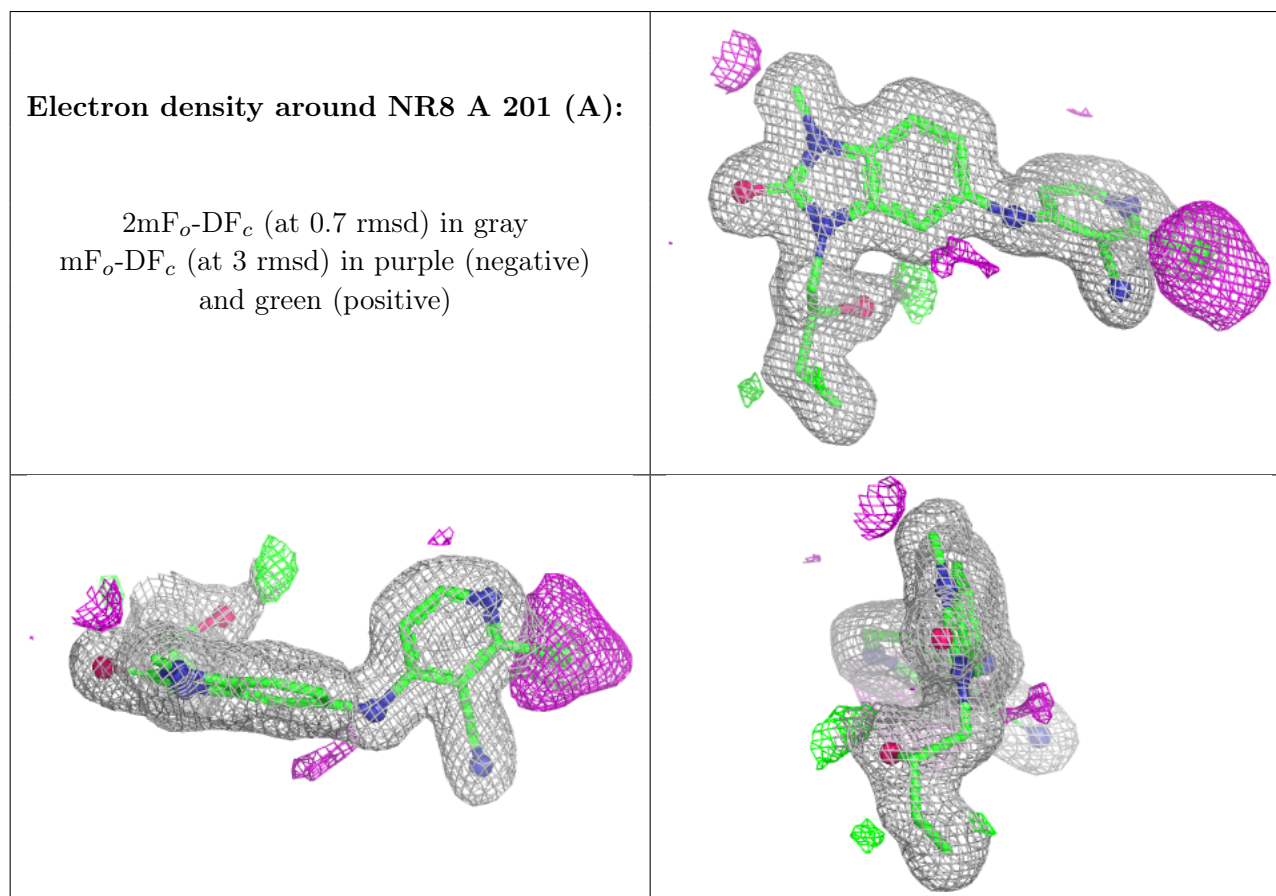 Electron density around NR8 A 201 (A):
2mFo-DFc (at 0.7 rmsd) in gray
mFo-DFc (at 3 rmsd) in purple (negative)
and green (positive)